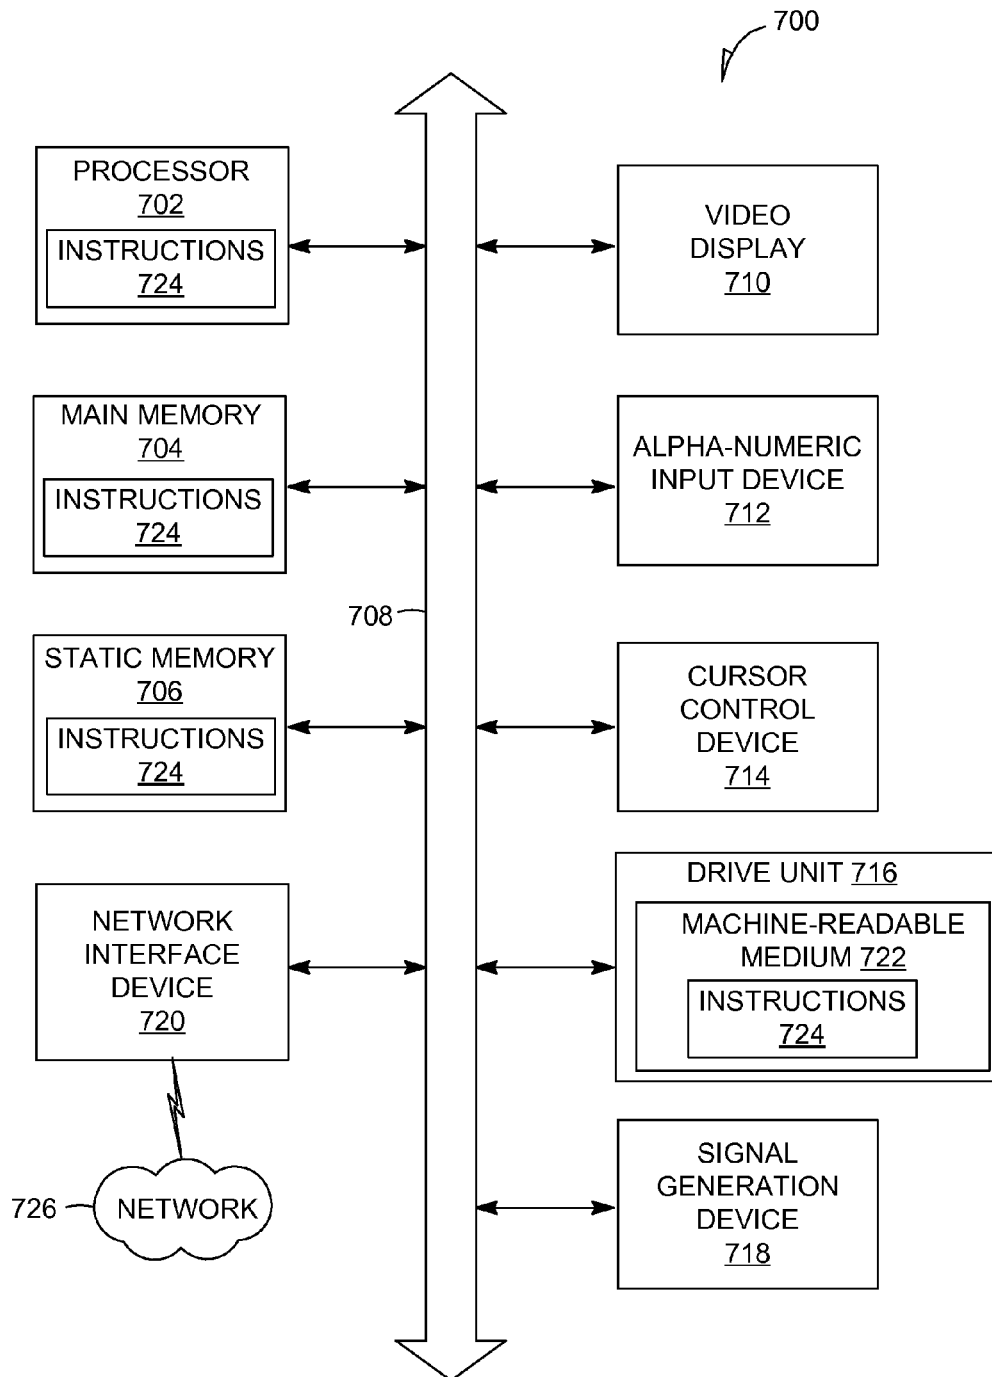 700
PROCESSOR
702
INSTRUCTIONS
724
MAIN MEMORY
704
INSTRUCTIONS
724
708
STATIC MEMORY
706
INSTRUCTIONS
724
NETWORK
INTERFACE
DEVICE
720
726
NETWORK
VIDEO
DISPLAY
710
ALPHA-NUMERIC
INPUT DEVICE
712
CURSOR
CONTROL
DEVICE
714
DRIVE UNIT 716
MACHINE-READABLE
MEDIUM 722
INSTRUCTIONS
724
SIGNAL
GENERATION
DEVICE
718